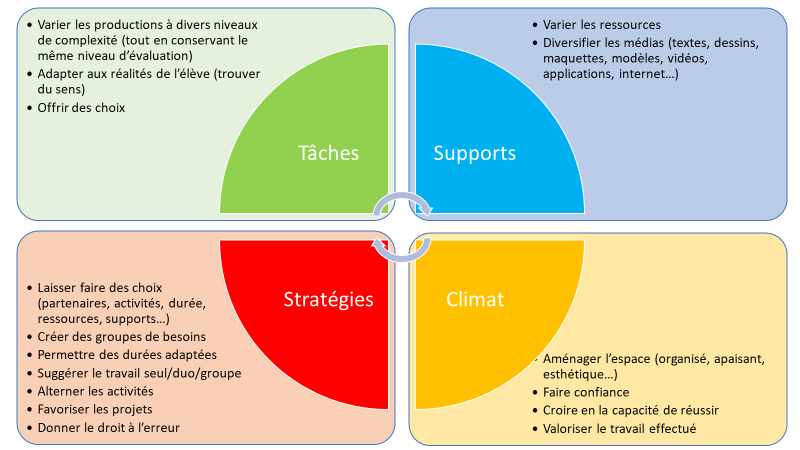 • Varier les productions à divers niveaux
de complexité (tout en conservant le
même niveau d’évaluation)
• Adapter aux réalités de l’élève (trouver
du sens)
• Offrir des choix
Tâches
• Varier les ressources
• Diversifier les médias (textes, dessins,
maquettes, modèles, vidéos,
applications, internet…)
Supports
• Laisser faire des choix
(partenaires, activités, durée,
ressources, supports…)
• Créer des groupes de besoins
• Permettre des durées adaptées
• Suggérer le travail seul/duo/groupe
• Alterner les activités
• Favoriser les projets
• Donner le droit à l’erreur
Stratégies
Climat
• Aménager l’espace (organisé, apaisant,
esthétique…)
• Faire confiance
• Croire en la capacité de réussir
• Valoriser le travail effectué